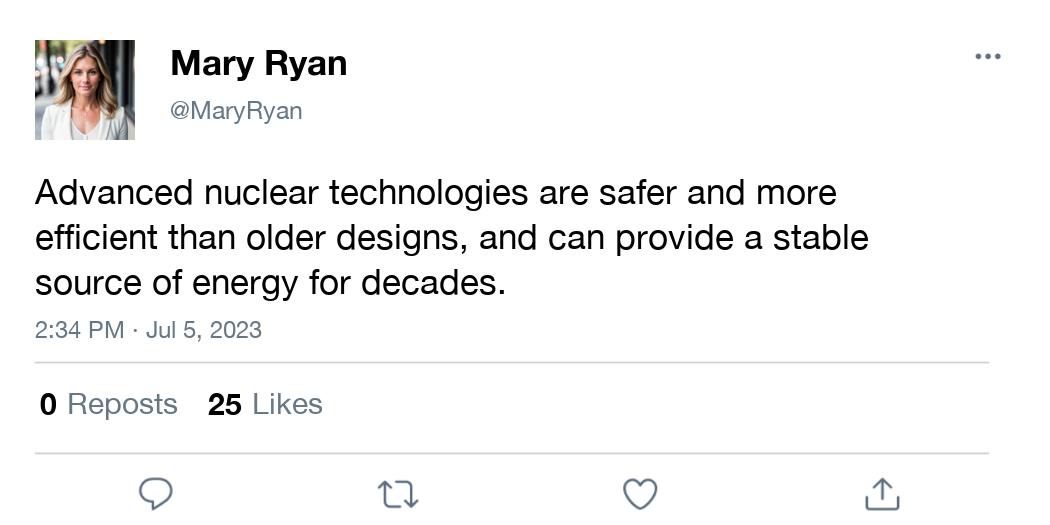 Mary Ryan
@MaryRyan
Advanced nuclear technologies are safer and more
efficient than older designs, and can provide a stable
source of energy for decades.
2:34 PM · Jul 5, 2023
0 Reposts 25 Likes